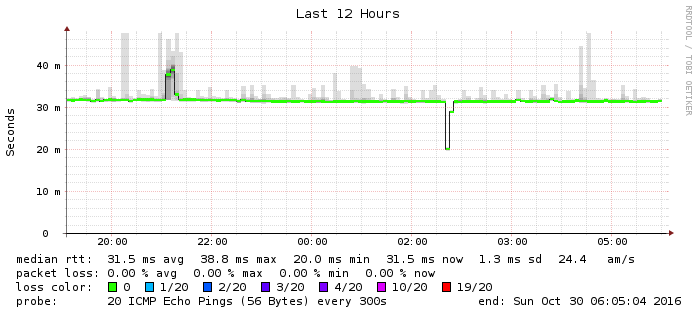 Last 12 Hours
RRDTOOL / TOBI OETIKER
Seconds
40 m
30 m
20 m
10 m
0
20:00 22:00 00:00 02:00 03:00 05:00
median rtt: 31.5 ms avg 38.8 ms max 20.0 ms min 31.5 ms now 1.3 ms sd 24.4 am/s
packet loss: 0.00 % avg 0.00 % max 0.00 % min 0.00 % now
loss color: 0 1/20 2/20 3/20 4/20 10/20 19/20
probe: 20 ICMP Echo Pings (56 Bytes) every 300s end: Sun Oct 30 06:05:04 2016